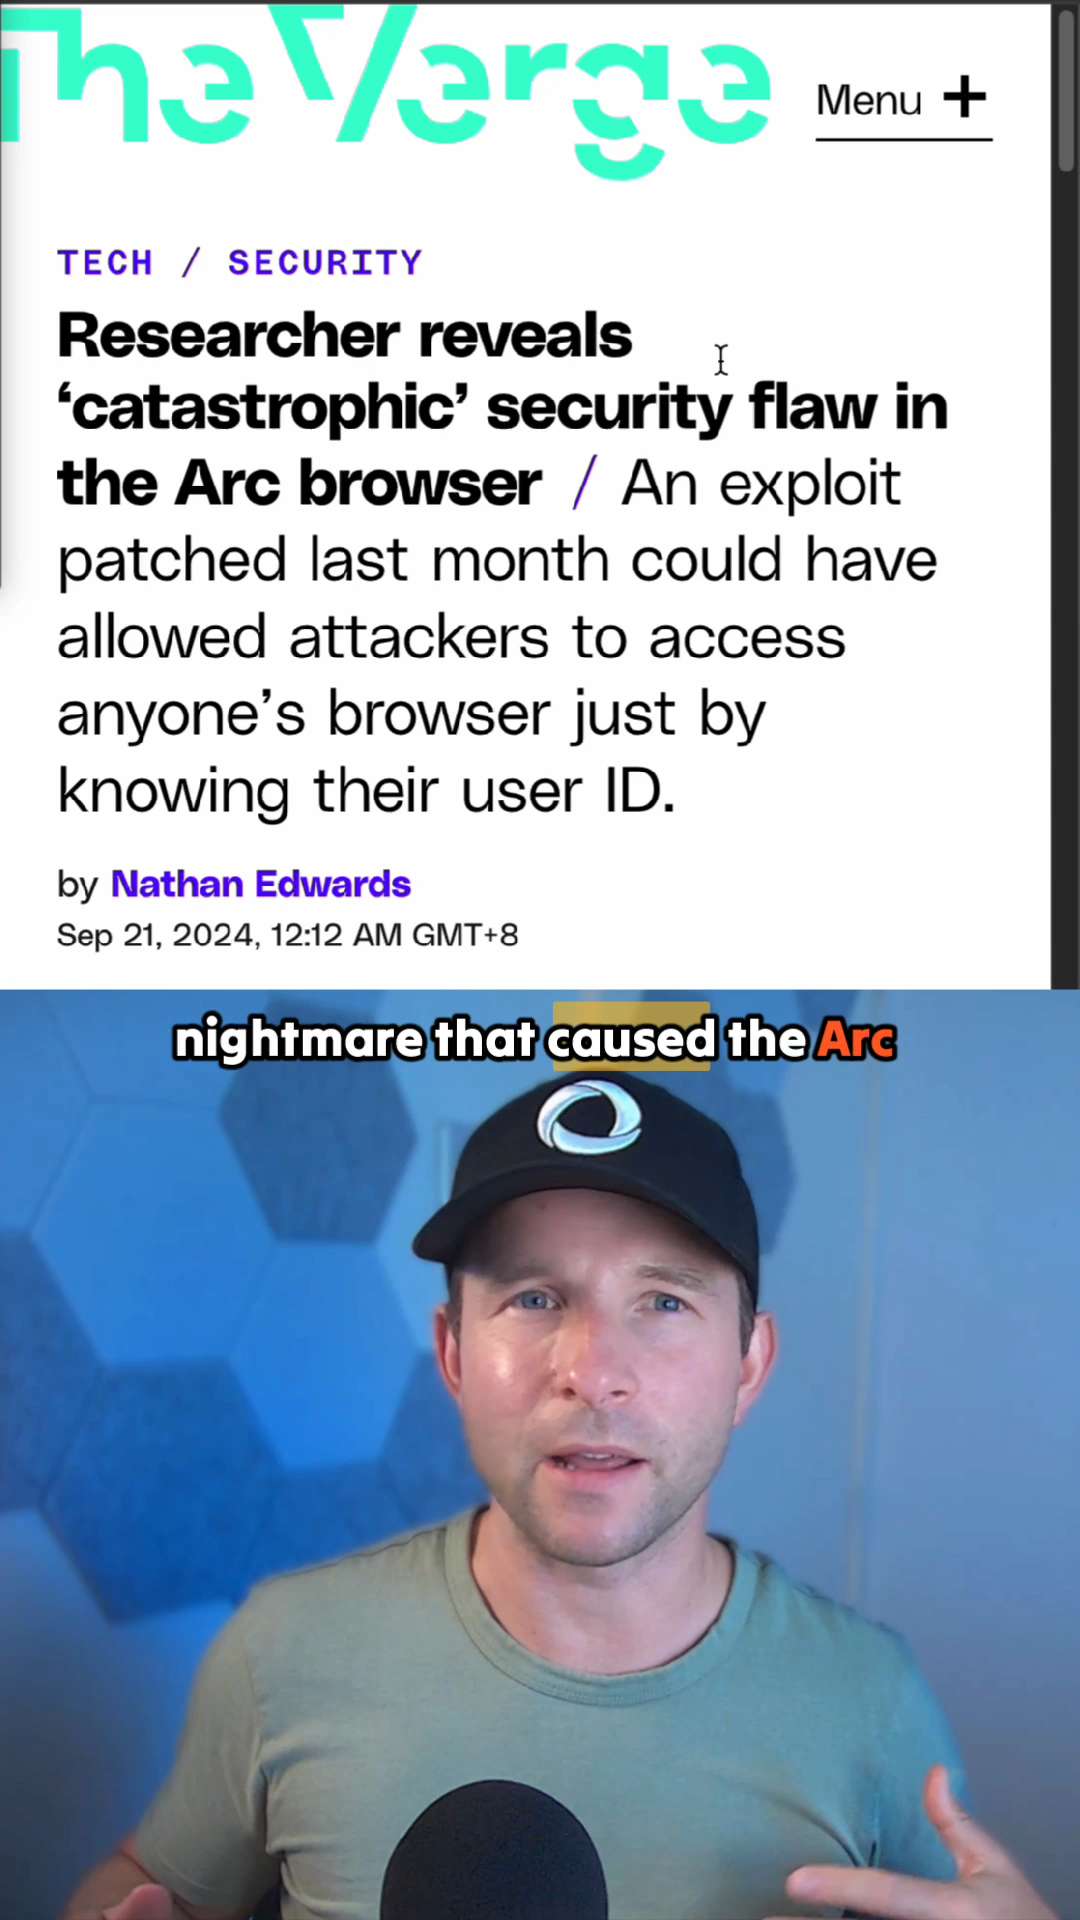 The Verge
Menu +
TECH / SECURITY
Researcher reveals
‘catastrophic’ security flaw in
the Arc browser / An exploit
patched last month could have
allowed attackers to access
anyone’s browser just by
knowing their user ID.
by Nathan Edwards
Sep 21, 2024, 12:12 AM GMT+8
nightmare that caused the Arc